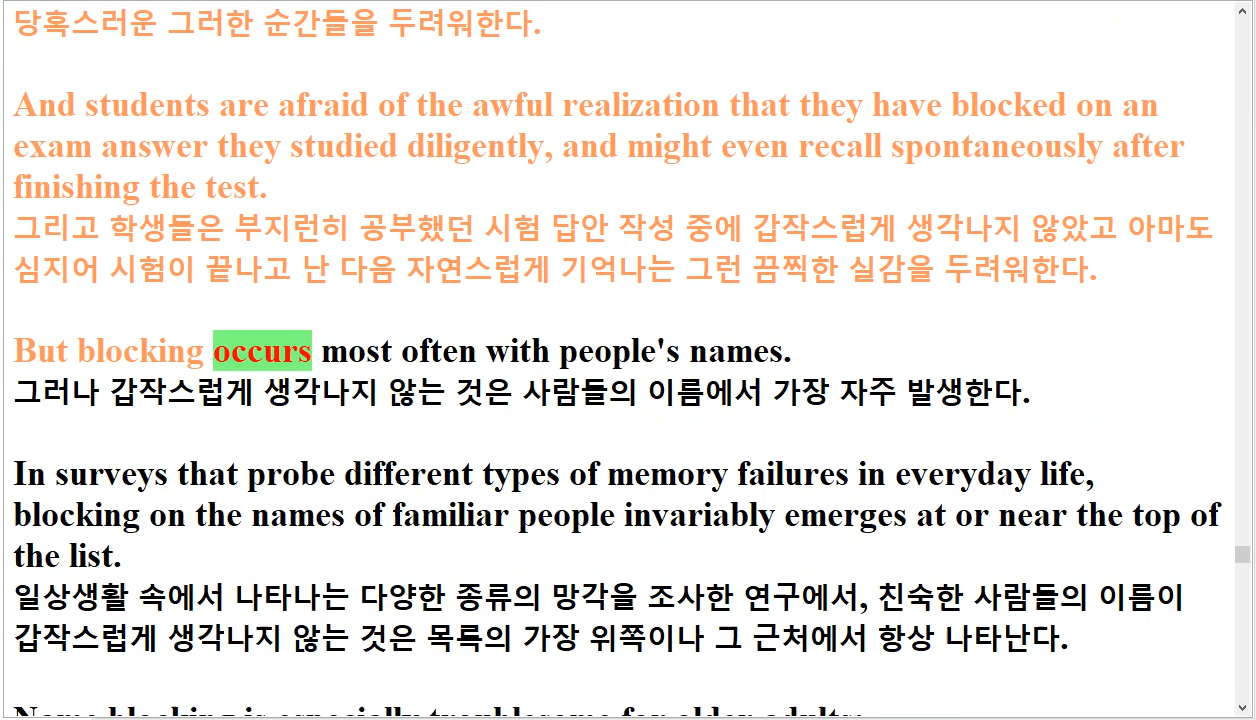 당혹스러운 그러한 순간들을 두려워한다.
And students are afraid of the awful realization that they have blocked on an
exam answer they studied diligently, and might even recall spontaneously after
finishing the test.
그리고 학생들은 부지런히 공부했던 시험 답안 작성 중에 갑작스럽게 생각나지 않았고 아마도
심지어 시험이 끝나고 난 다음 자연스럽게 기억나는 그런 끔찍한 실감을 두려워한다.
But blocking occurs most often with people's names.
그러나 갑작스럽게 생각나지 않는 것은 사람들의 이름에서 가장 자주 발생한다.
In surveys that probe different types of memory failures in everyday life,
blocking on the names of familiar people invariably emerges at or near the top of
the list.
일상생활 속에서 나타나는 다양한 종류의 망각을 조사한 연구에서, 친숙한 사람들의 이름이
갑작스럽게 생각나지 않는 것은 목록의 가장 위쪽이나 그 근처에서 항상 나타난다.
Name blocking is especially troublesome for older adults: